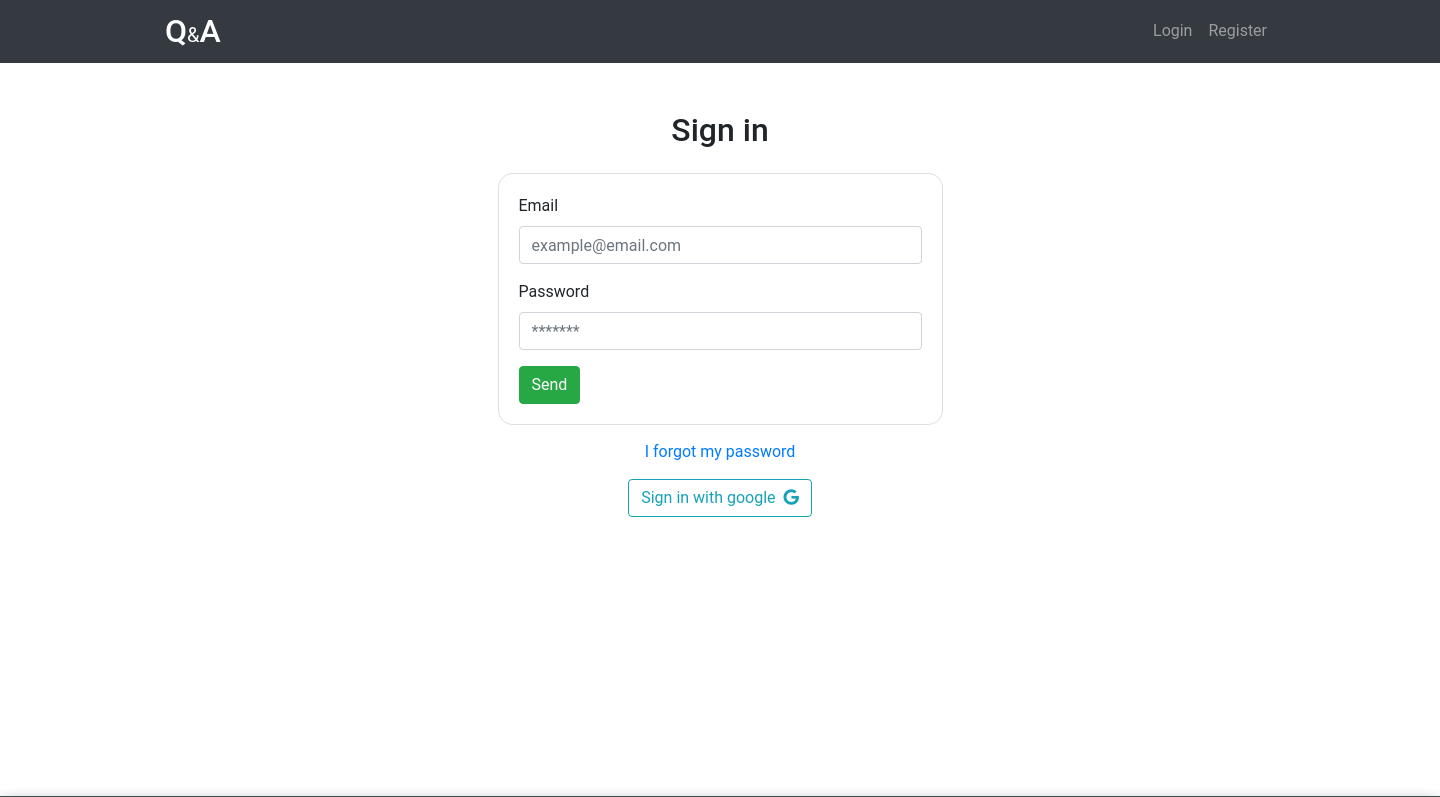 Q&A
Login Register
Sign in
Email
example@email.com
Password
*******
Send
I forgot my password
Sign in with google G